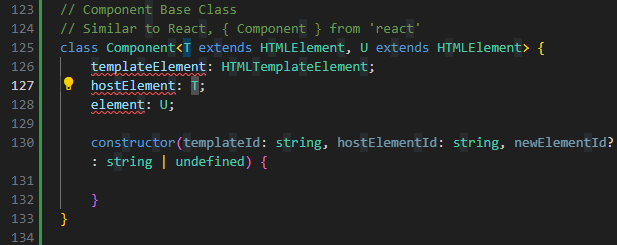 123 // Component Base Class
124 // Similar to React, { Component } from 'react'
125 class Component<T extends HTMLElement, U extends HTMLElement> {
126 templateElement: HTMLTemplateElement;
127 hostElement: T;
128 element: U;
129
130 constructor(templateId: string, hostElementId: string, newElementId?
: string | undefined) {
131
132 }
133 }
134